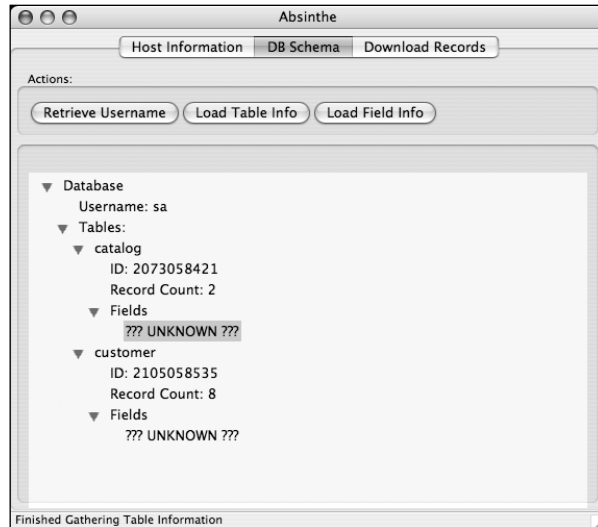 Absinthe
Host Information DB Schema Download Records
Actions:
Retrieve Username Load Table Info Load Field Info
Database
Username: sa
Tables:
catalog
ID: 2073058421
Record Count: 2
Fields
??? UNKNOWN ???
customer
ID: 2105058535
Record Count: 8
Fields
??? UNKNOWN ???
Finished Gathering Table Information